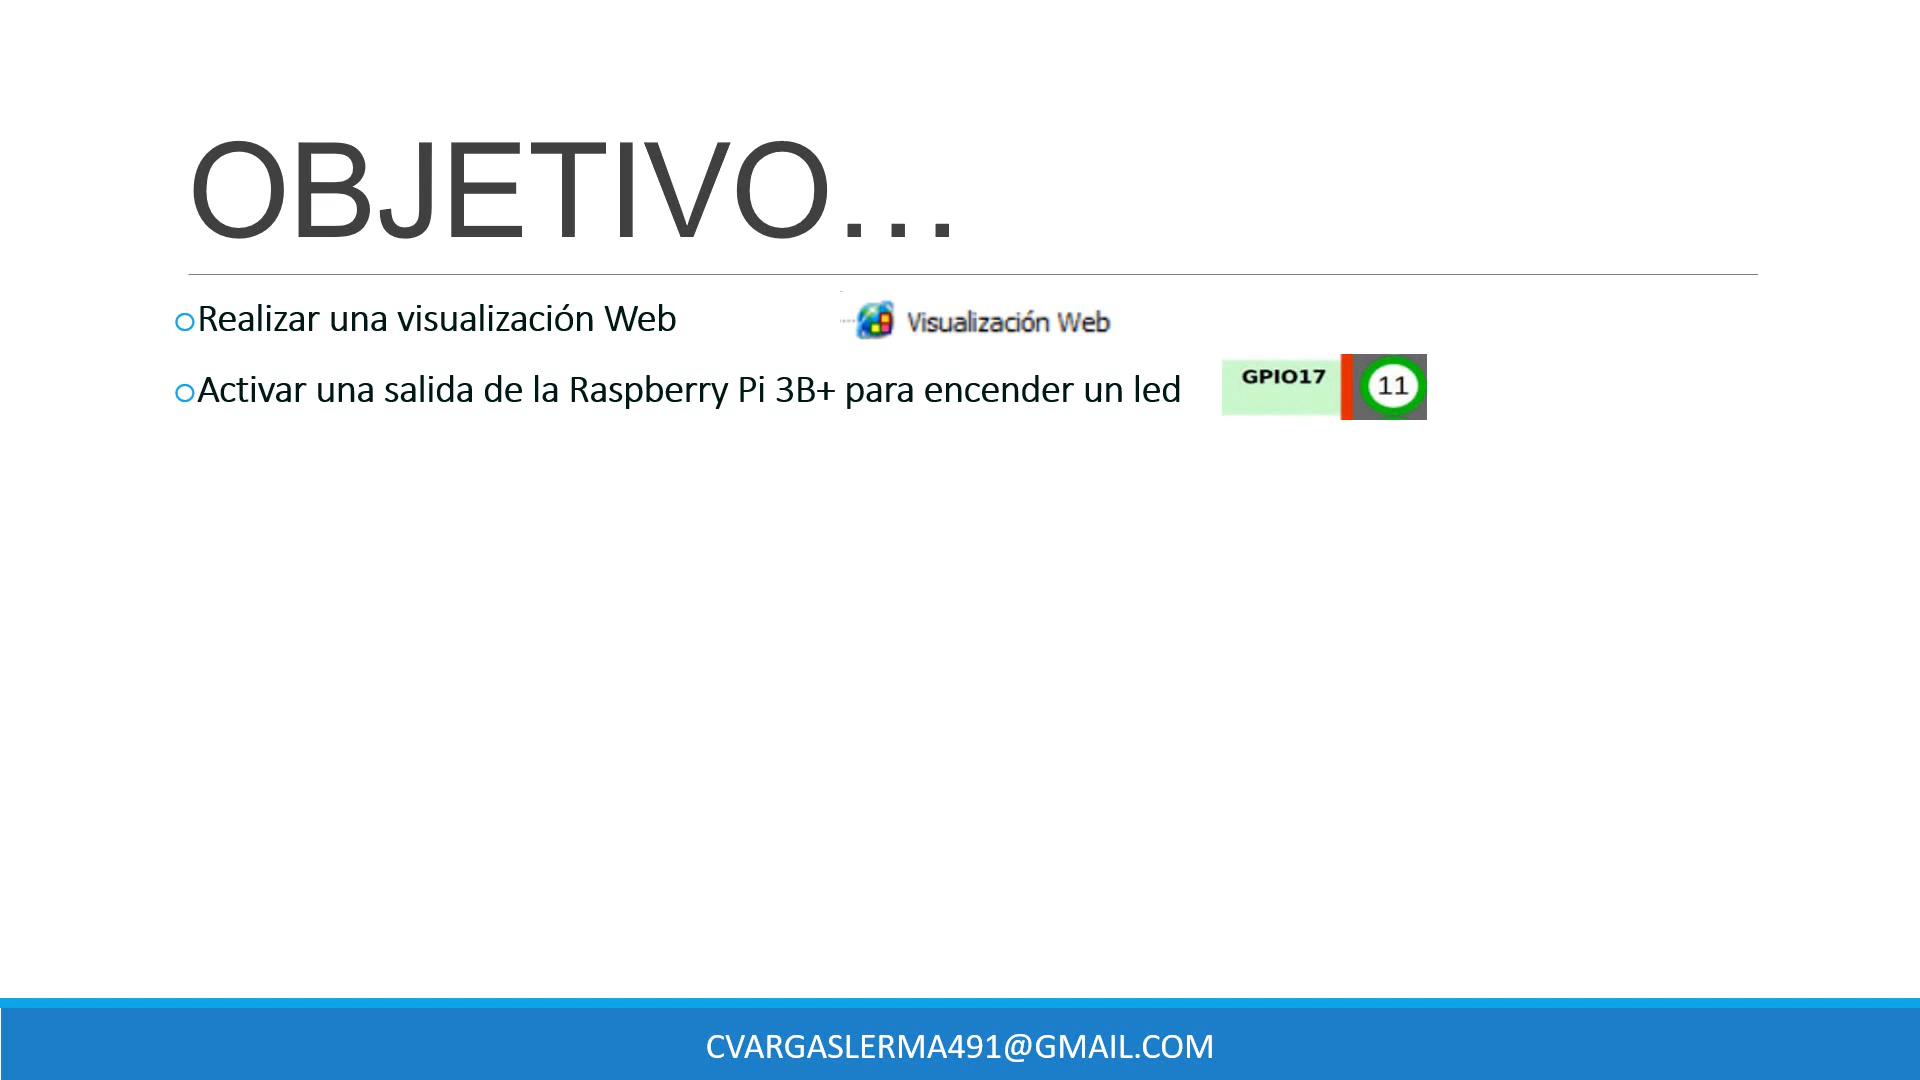 OBJETIVO...
Realizar una visualización Web
Visualización Web
Activar una salida de la Raspberry Pi 3B+ para encender un led
GPIO17 11
CVARGASLERMA491@GMAIL.COM